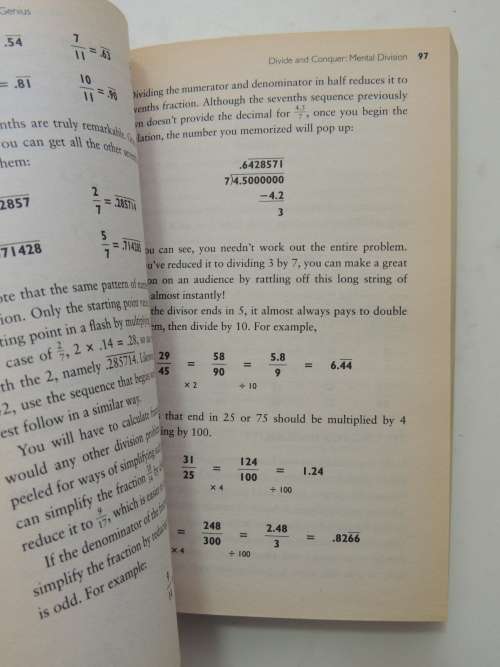 Genius
.54
7/11 = .63
= .81
10/11 = .90
nths are truly remarkable.
you can get all the other
them:
2857
2/7 = .285714
71428
5/7 = .714285
ote that the same pattern of
ion. Only the starting point
ting point in a flash by
case of 2/7, 2 × .14 = .28, so
th the 2, namely .285714.
2, use the sequence that begins
est follow in a similar way.
You will have to calculate
would any other division
peeled for ways of simplifying
can simplify the fraction
reduce it to 9/17, which is easier
If the denominator of the
simplify the fraction by
is odd. For example:
Divide and Conquer: Mental Division 97
Dividing the numerator and denominator in half reduces it to
venths fraction. Although the sevenths sequence previously
wn doesn't provide the decimal for 4.5/7, once you begin the
lation, the number you memorized will pop up:
.6428571
7)4.5000000
−4.2
3
ou can see, you needn't work out the entire problem.
u've reduced it to dividing 3 by 7, you can make a great
on on an audience by rattling off this long string of
almost instantly!
the divisor ends in 5, it almost always pays to double
em, then divide by 10. For example,
29/45 = 58/90 = 5.8/9 = 6.44
× 2 ÷ 10
that end in 25 or 75 should be multiplied by 4
ing by 100.
31/25 = 124/100 = 1.24
× 4 ÷ 100
= 248/300 = 2.48/3 = .8266
× 4 ÷ 100